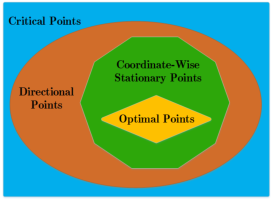 Critical Points
Coordinate-Wise
Stationary Points
Directional
Points
Optimal Points